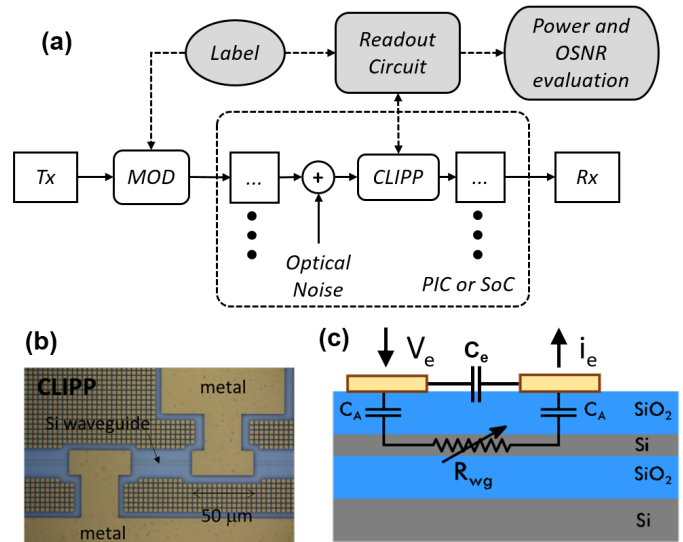 (a)
Label
Readout
Circuit
Power and
OSNR
evaluation
Tx
MOD
...
+
CLIPP
...
Rx
Optical
Noise
PIC or SoC
(b)
CLIPP
metal
Si waveguide
50 μm
metal
(c)
Ve
Ce
ie
CA
CA
SiO2
Si
Rwg
SiO2
Si